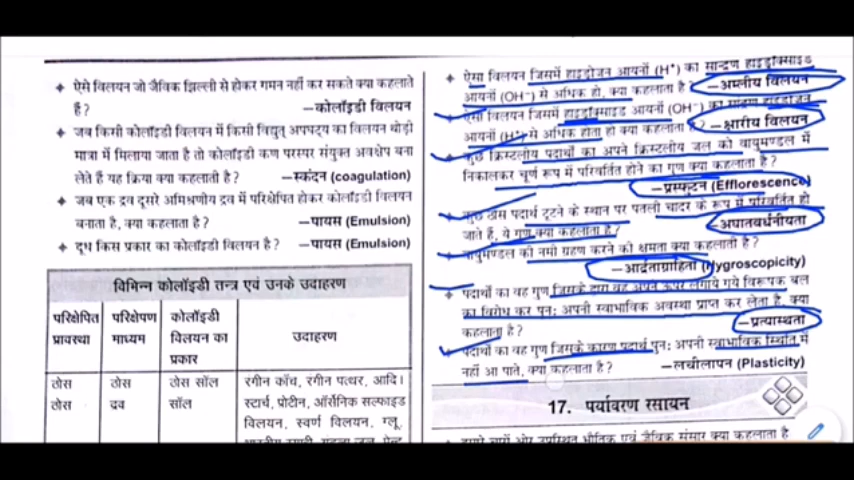 ✦ ऐसे विलयन जो जैविक झिल्ली से होकर गमन नहीं कर सकते क्या कहलाते
हैं? –कोलॉइडी विलयन
✦ जब किसी कोलॉइडी विलयन में किसी विद्युत् अपघट्य का विलयन थोड़ी
मात्रा में मिलाया जाता है तो कोलॉइडी कण परस्पर संयुक्त अवक्षेप बना
लेते हैं यह क्रिया क्या कहलाती है? –स्कंदन (coagulation)
✦ जब एक द्रव दूसरे अमिश्रणीय द्रव में परिक्षेपित होकर कोलॉइडी विलयन
बनाता है, क्या कहलाता है? –पायस (Emulsion)
✦ दूध किस प्रकार का कोलॉइडी विलयन है? –पायस (Emulsion)
विभिन्न कोलॉइडी तन्त्र एवं उनके उदाहरण
परिक्षेपित प्रावस्था परिक्षेपण माध्यम कोलॉइडी विलयन का प्रकार उदाहरण
ठोस ठोस ठोस सॉल रंगीन काँच, रंगीन पत्थर, आदि।
ठोस द्रव सॉल स्टार्च, प्रोटीन, ऑर्सेनिक सल्फाइड
विलयन, स्वर्ण विलयन, ग्लू,
✦ ऐसा विलयन जिसमें हाइड्रोजन आयनों (H⁺) का सान्द्रण हाइड्रॉक्साइड
आयनों (OH⁻) से अधिक हो, क्या कहलाता है? –अम्लीय विलयन
ऐसा विलयन जिसमें हाइड्रॉक्साइड आयनों (OH⁻) का सान्द्रण हाइड्रोजन
आयनों (H⁺) से अधिक होता हो क्या कहलाता है? –क्षारीय विलयन
कुछ क्रिस्टलीय पदार्थों का अपने क्रिस्टलीय जल को वायुमण्डल में
निकालकर चूर्ण रूप में परिवर्तित होने का गुण क्या कहलाता है?
–प्रस्फुटन (Efflorescence)
कुछ ठोस पदार्थ टूटने के स्थान पर पतली चादर के रूप में परिवर्तित हो
जाते हैं, ये गुण क्या कहलाता है? –अघातवर्धनीयता
वायुमण्डल की नमी ग्रहण करने की क्षमता क्या कहलाती है?
–आर्द्रताग्राहिता (Hygroscopicity)
✦ पदार्थों का वह गुण जिसके द्वारा वह अपने ऊपर लगाये गये विरूपक बल
का विरोध कर पुनः अपनी स्वाभाविक अवस्था प्राप्त कर लेता है, क्या
कहलाता है? –प्रत्यास्थता
पदार्थों का वह गुण जिसके कारण पदार्थ पुनः अपनी स्वाभाविक स्थिति में
नहीं आ पाते, क्या कहलाता है? –लचीलापन (Plasticity)
17. पर्यावरण रसायन
हमारे चारों ओर उपस्थित भौतिक एवं जैविक संसार क्या कहलाता है